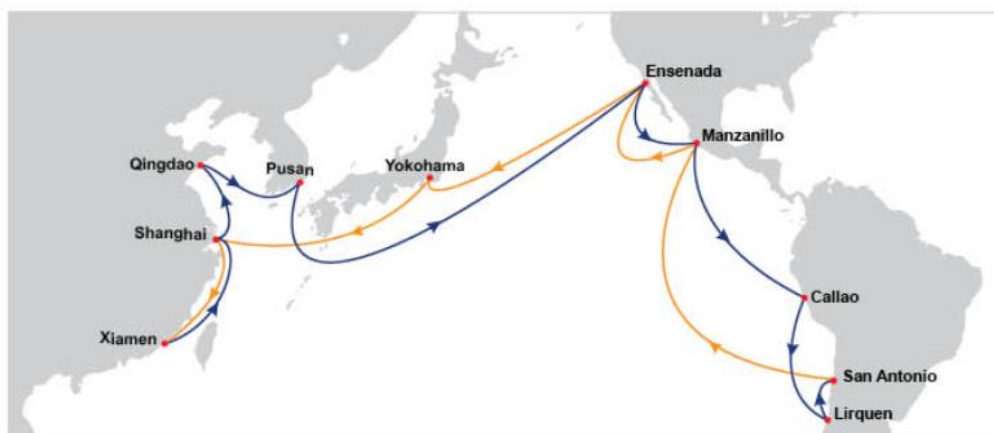 Ensenada
Manzanillo
Qingdao
Pusan
Yokohama
Shanghai
Callao
Xiamen
San Antonio
Lirquen